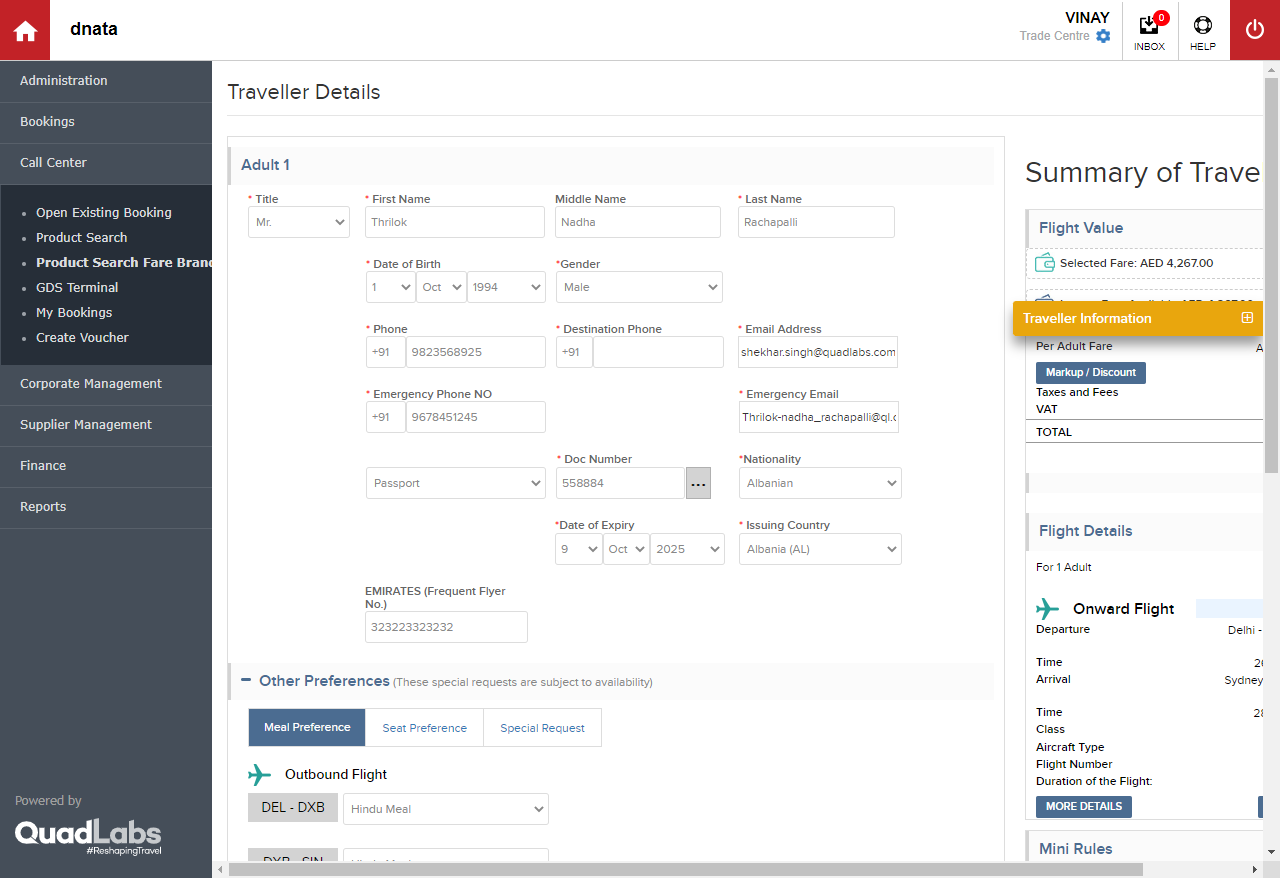 dnata
VINAY
Trade Centre
0
INBOX
HELP
Administration
Bookings
Call Center
Open Existing Booking
Product Search
Product Search Fare Bran
GDS Terminal
My Bookings
Create Voucher
Corporate Management
Supplier Management
Finance
Reports
Powered by
QuadLabs
#ReshapingTravel
Traveller Details
Adult 1
* Title
* First Name
Middle Name
* Last Name
Mr.
Thrilok
Nadha
Rachapalli
* Date of Birth
*Gender
1
Oct
1994
Male
* Phone
* Destination Phone
* Email Address
+91
9823568925
+91
shekhar.singh@quadlabs.com
* Emergency Phone NO
* Emergency Email
+91
9678451245
Thrilok-nadha_rachapalli@ql.c
* Doc Number
*Nationality
Passport
558884
...
Albanian
*Date of Expiry
* Issuing Country
9
Oct
2025
Albania (AL)
EMIRATES (Frequent Flyer
No.)
323223323232
Other Preferences (These special requests are subject to availability)
Meal Preference
Seat Preference
Special Request
Outbound Flight
DEL - DXB
Hindu Meal
DXB - SIN
Summary of Trave
Flight Value
Selected Fare: AED 4,267.00
Traveller Information
Per Adult Fare
A
Markup / Discount
Taxes and Fees
VAT
TOTAL
Flight Details
For 1 Adult
Onward Flight
Departure
Delhi -
Time
26
Arrival
Sydney
Time
28
Class
Aircraft Type
Flight Number
Duration of the Flight:
MORE DETAILS
Mini Rules